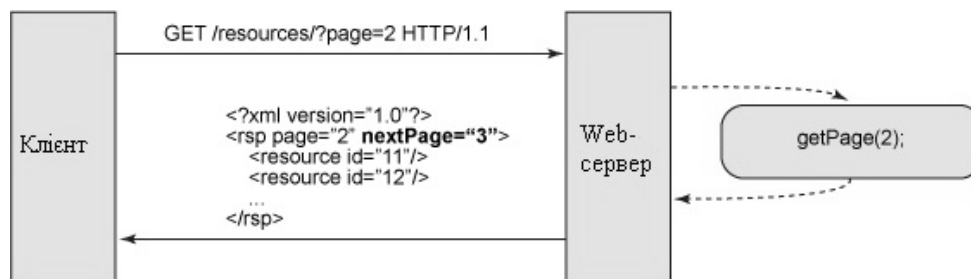 GET /resources/?page=2 HTTP/1.1
Клієнт
<?xml version="1.0"?>
<rsp page="2" nextPage=“3”>
<resource id="11"/>
<resource id="12"/>
...
</rsp>
Web-
сервер
getPage(2);